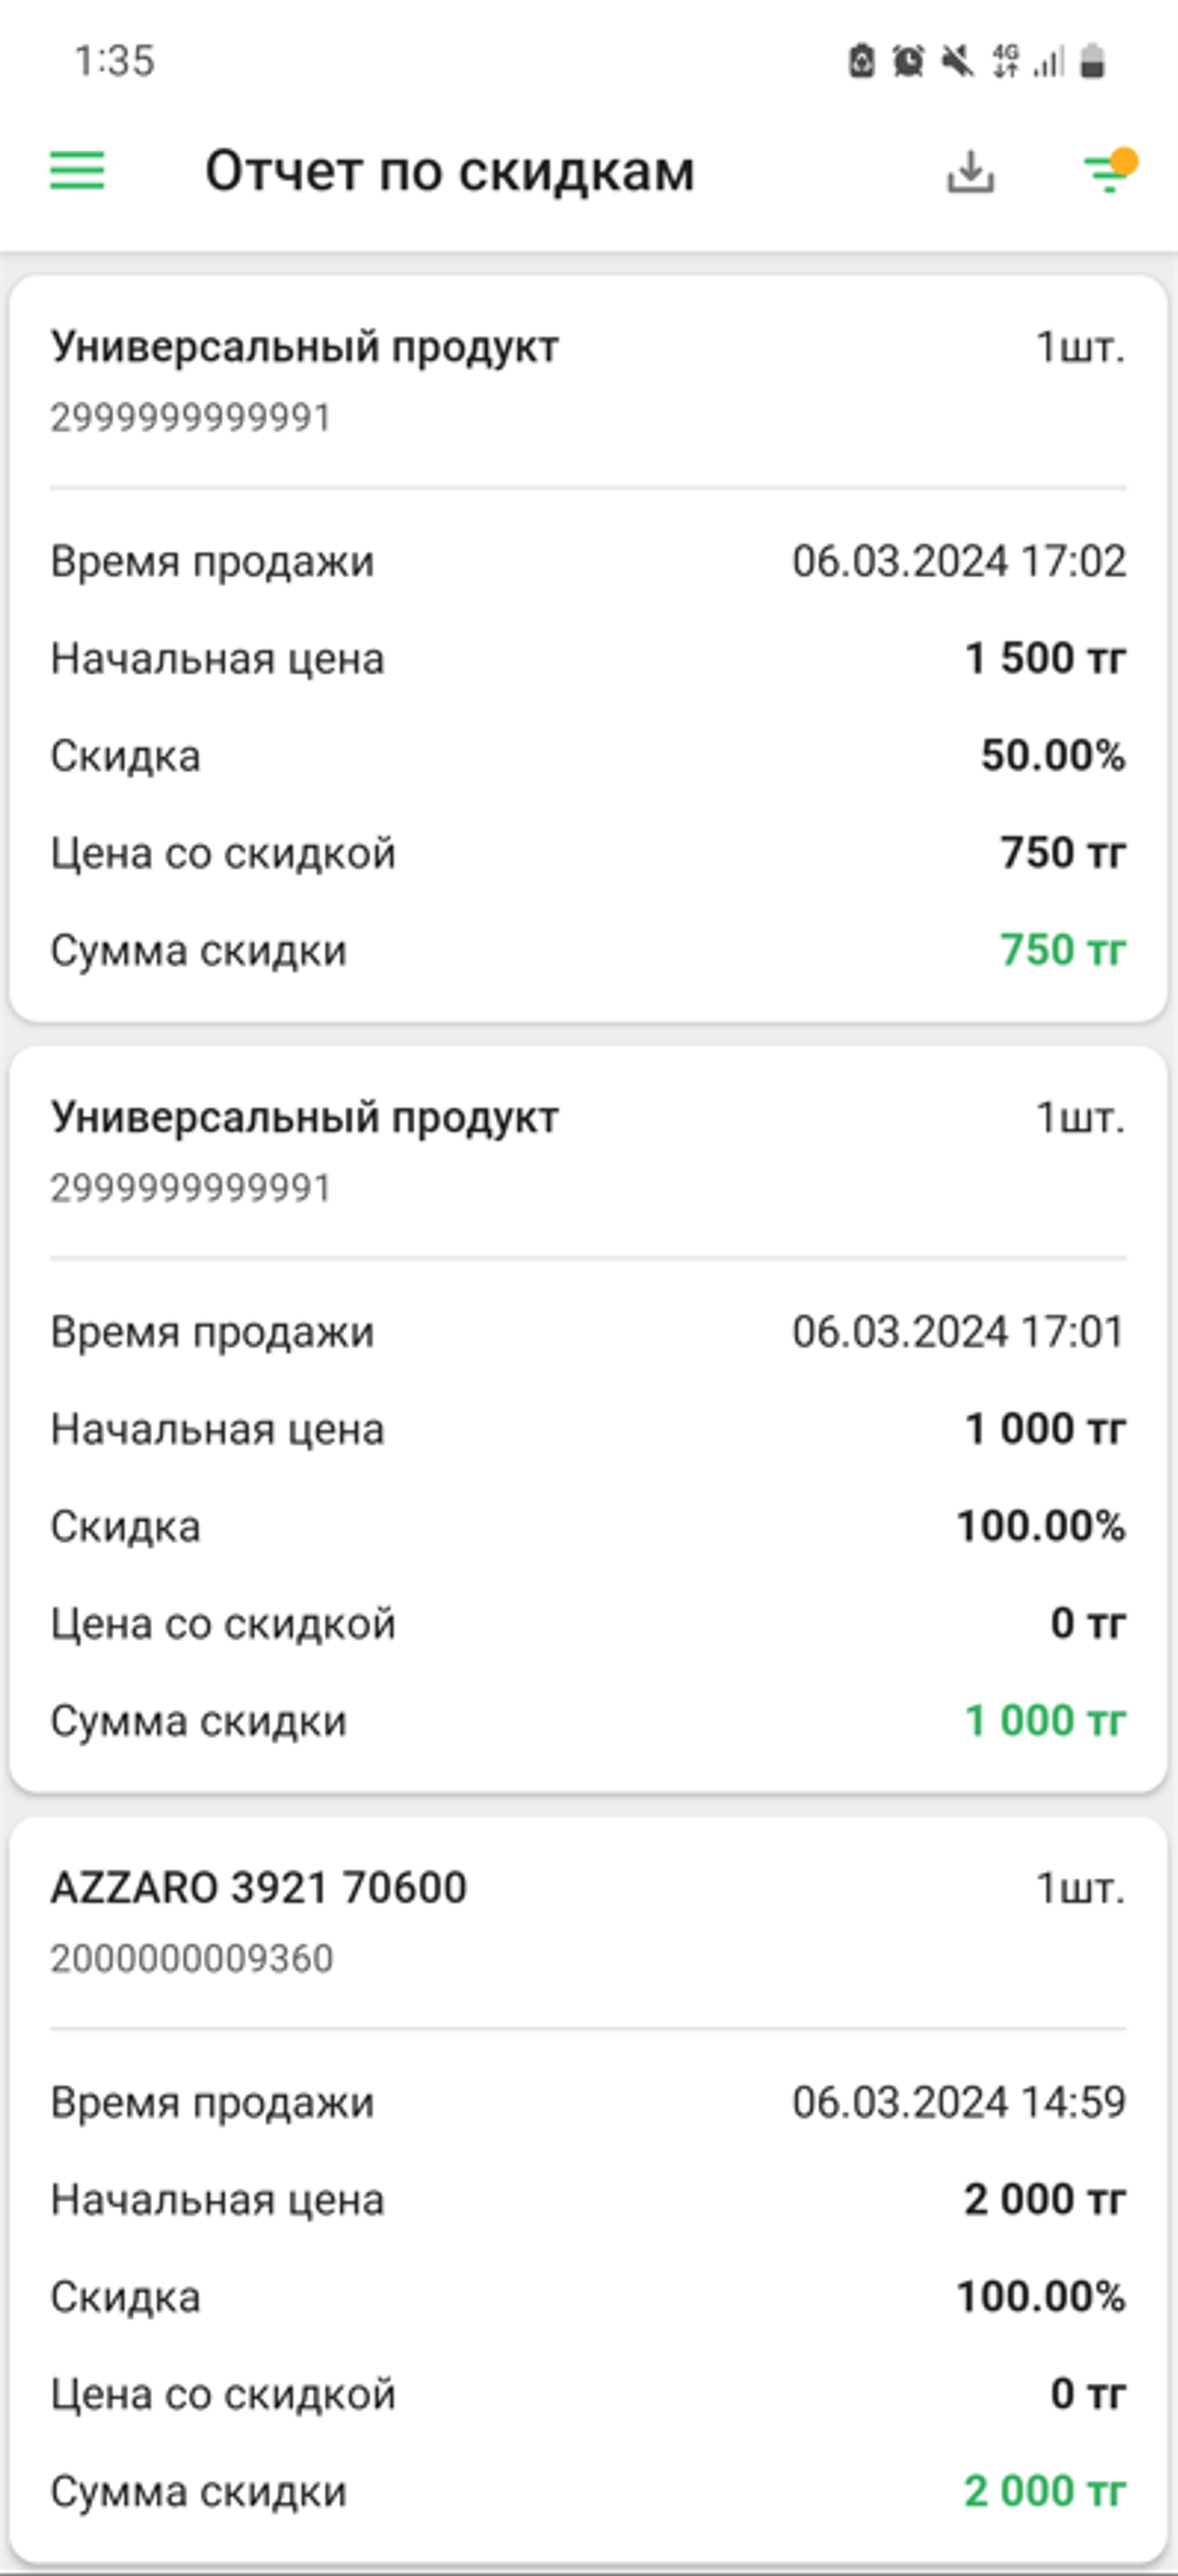 1:35
4G
Отчет по скидкам
Универсальный продукт 1шт.
2999999999991
Время продажи 06.03.2024 17:02
Начальная цена 1 500 тг
Скидка 50.00%
Цена со скидкой 750 тг
Сумма скидки 750 тг
Универсальный продукт 1шт.
2999999999991
Время продажи 06.03.2024 17:01
Начальная цена 1 000 тг
Скидка 100.00%
Цена со скидкой 0 тг
Сумма скидки 1 000 тг
AZZARO 3921 70600 1шт.
2000000009360
Время продажи 06.03.2024 14:59
Начальная цена 2 000 тг
Скидка 100.00%
Цена со скидкой 0 тг
Сумма скидки 2 000 тг